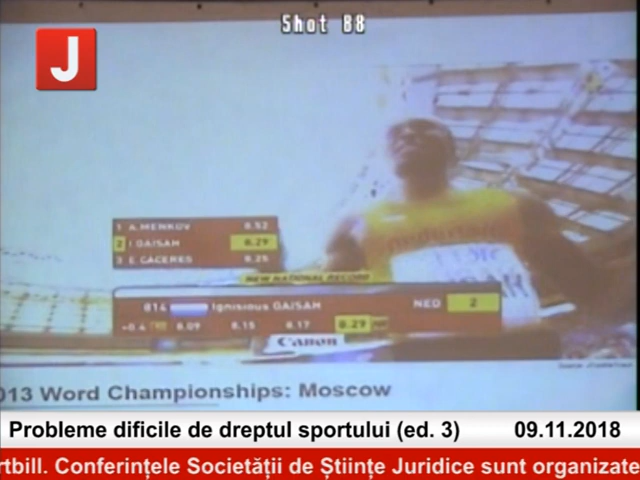 Shot 88
J
1 A.MENKOV 8.52
2 I.GAISAH 8.29
3 E.CACERES 8.25
NEW NATIONAL RECORD
814 Ignisious GAISAH NED 2
8.09 8.15 8.17 8.29
Canon
013 Word Championships: Moscow
Probleme dificile de dreptul sportului (ed. 3) 09.11.2018
rtbill. Conferințele Societății de Științe Juridice sunt organizate